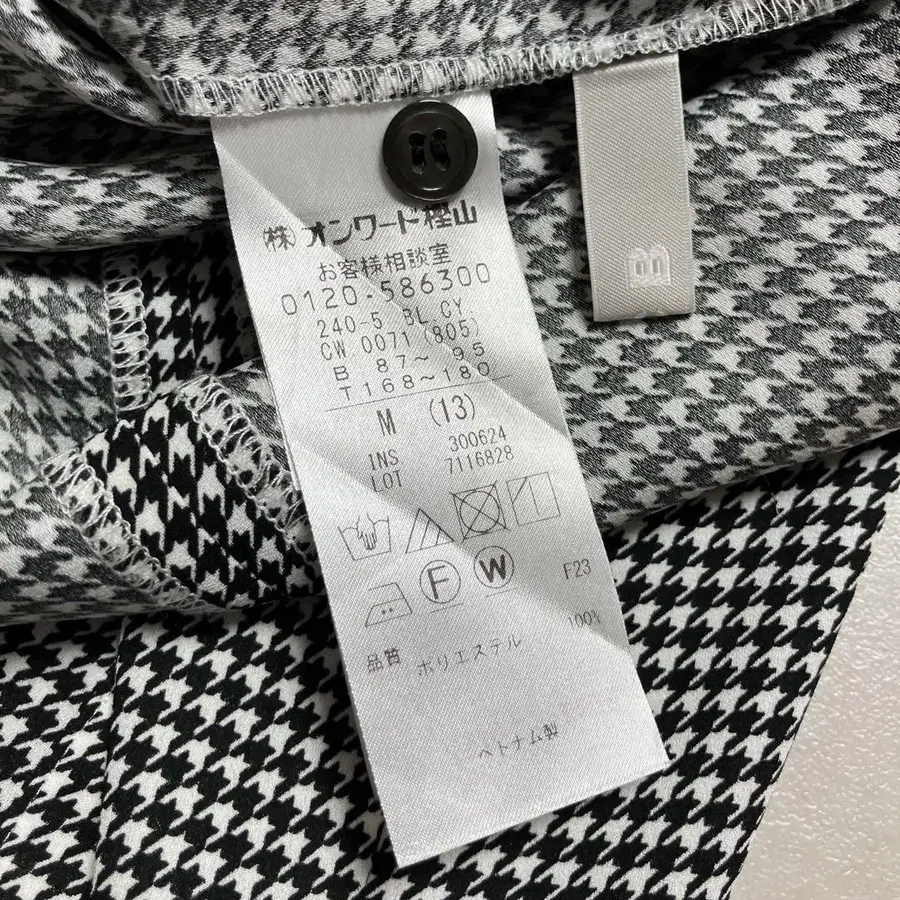 (株)オンワード樫山
お客様相談室
0120-586300
240-5 BL.CY
CW.0071(805)
B 87〜 95
T168〜180
M (13)
INS 300624
LOT 7116828
F W F23
品質 ポリエステル 100%
ベトナム製
B